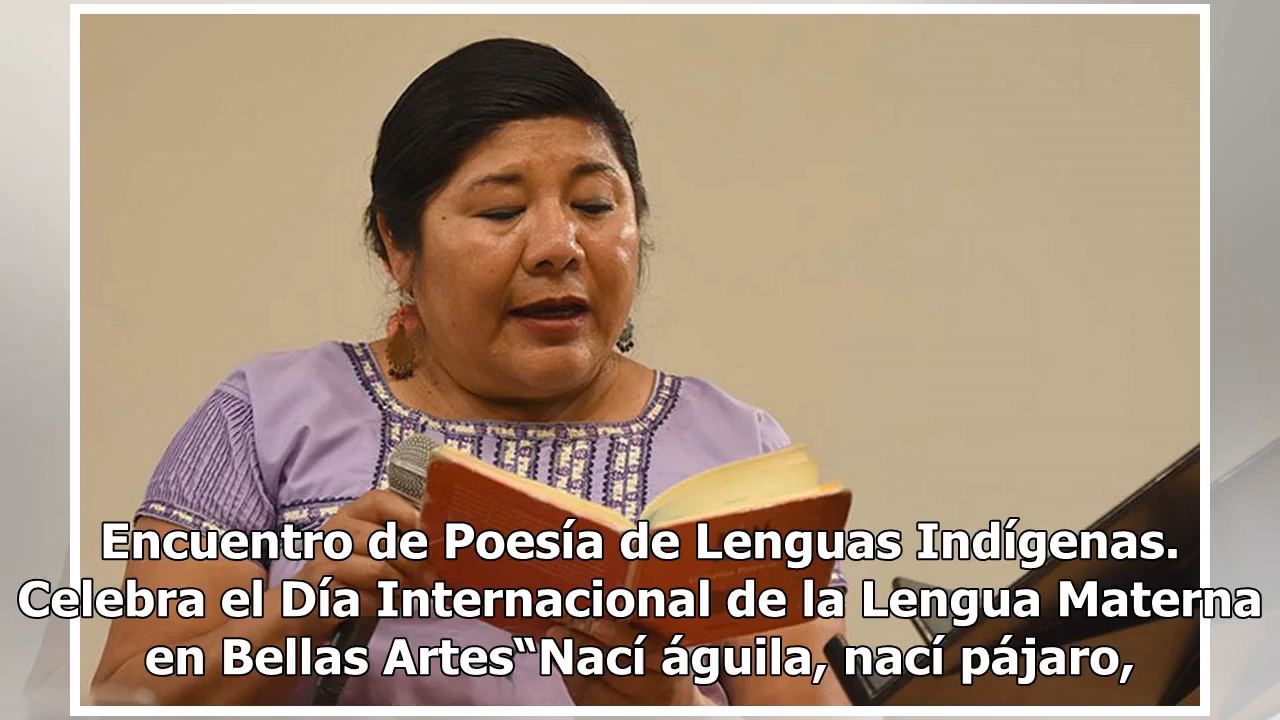 Encuentro de Poesía de Lenguas Indígenas.
Celebra el Día Internacional de la Lengua Materna
en Bellas Artes“Nací águila, nací pájaro,